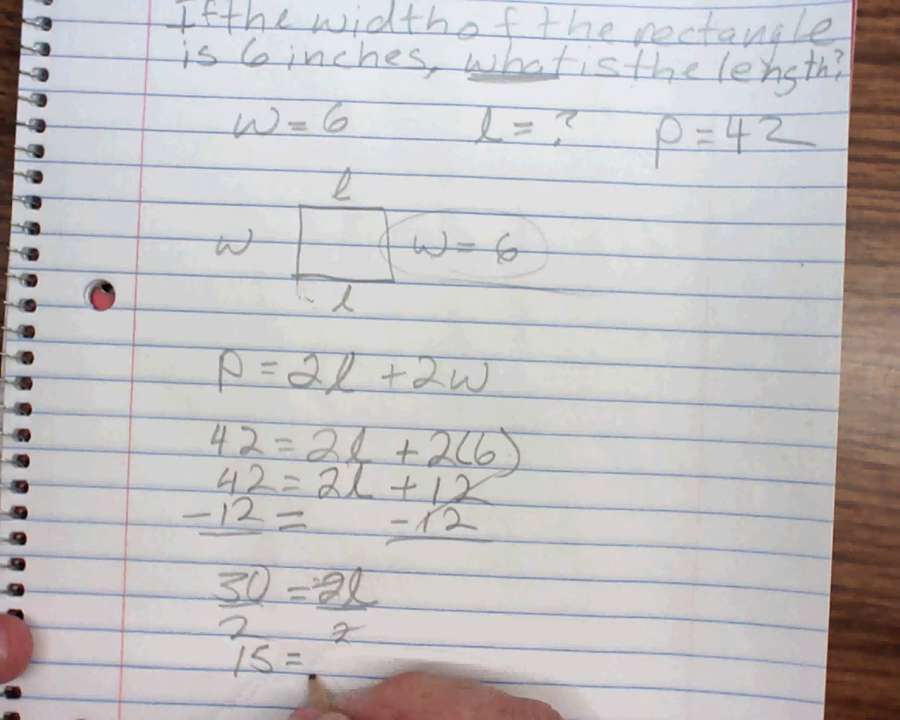 If the width of the rectangle
is 6 inches, what is the length?
w = 6 l = ? p = 42
l
w w = 6
l
P = 2l + 2w
42 = 2l + 2(6)
42 = 2l + 12
-12 = -12
30 = 2l
2 2
15 =